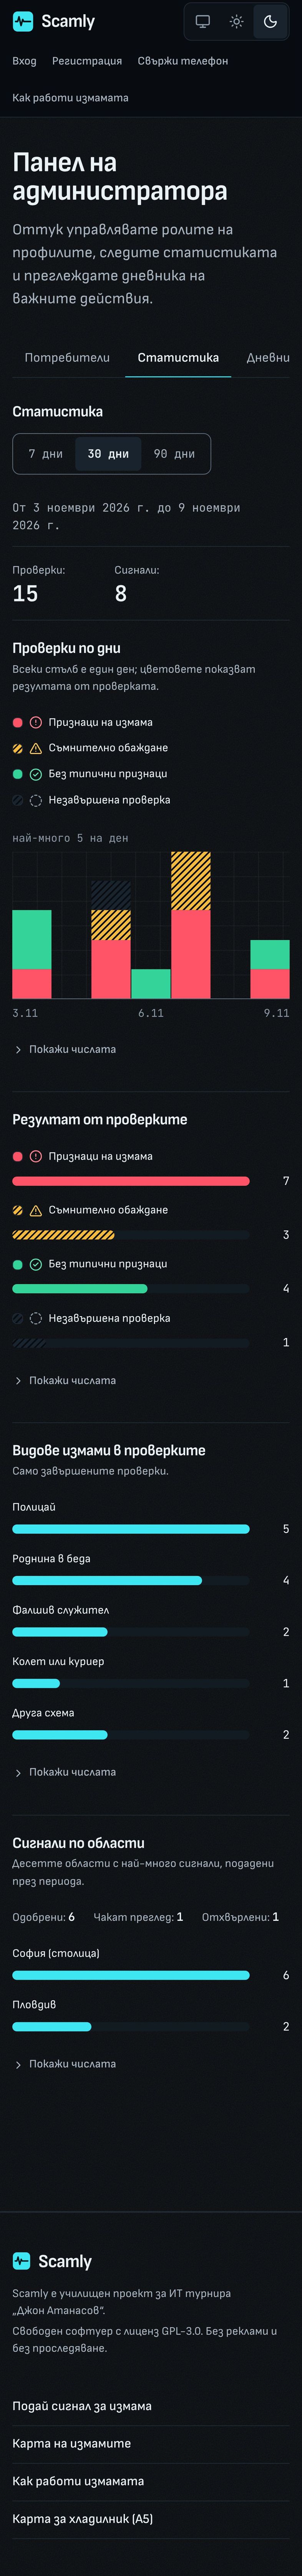 Scamly
Вход Регистрация Свържи телефон
Как работи измамата
Панел на
администратора
Оттук управлявате ролите на
профилите, следите статистиката
и преглеждате дневника на
важните действия.
Потребители Статистика Дневни
Статистика
7 дни 30 дни 90 дни
От 3 ноември 2026 г. до 9 ноември
2026 г.
Проверки: Сигнали:
15 8
Проверки по дни
Всеки стълб е един ден; цветовете показват
резултата от проверката.
Признаци на измама
Съмнително обаждане
Без типични признаци
Незавършена проверка
най-много 5 на ден
3.11 6.11 9.11
Покажи числата
Резултат от проверките
Признаци на измама
7
Съмнително обаждане
3
Без типични признаци
4
Незавършена проверка
1
Покажи числата
Видове измами в проверките
Само завършените проверки.
Полицай
5
Роднина в беда
4
Фалшив служител
2
Колет или куриер
1
Друга схема
2
Покажи числата
Сигнали по области
Десетте области с най-много сигнали, подадени
през периода.
Одобрени: 6 Чакат преглед: 1 Отхвърлени: 1
София (столица)
6
Пловдив
2
Покажи числата
Scamly
Scamly е училищен проект за ИТ турнира
„Джон Атанасов“.
Свободен софтуер с лиценз GPL-3.0. Без реклами и
без проследяване.
Подай сигнал за измама
Карта на измамите
Как работи измамата
Карта за хладилник (А5)